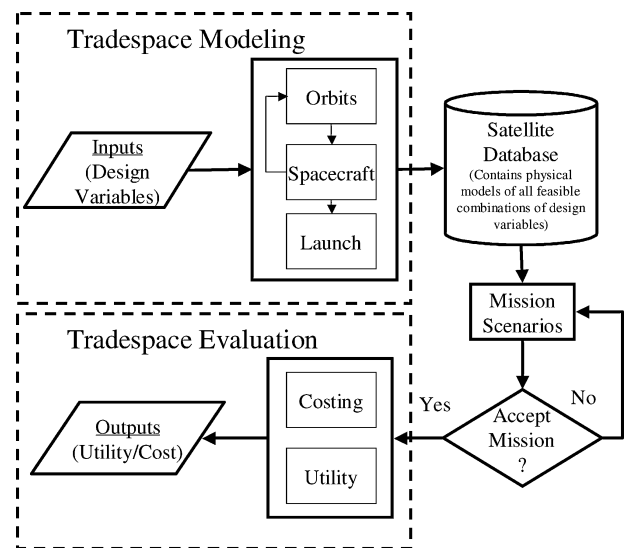 Tradespace Modeling
Orbits
Inputs
(Design
Variables)
Spacecraft
Launch
Satellite
Database
(Contains physical
models of all feasible
combinations of design
variables)
Mission
Scenarios
Tradespace Evaluation
Costing
Utility
Outputs
(Utility/Cost)
Yes
No
Accept
Mission
?